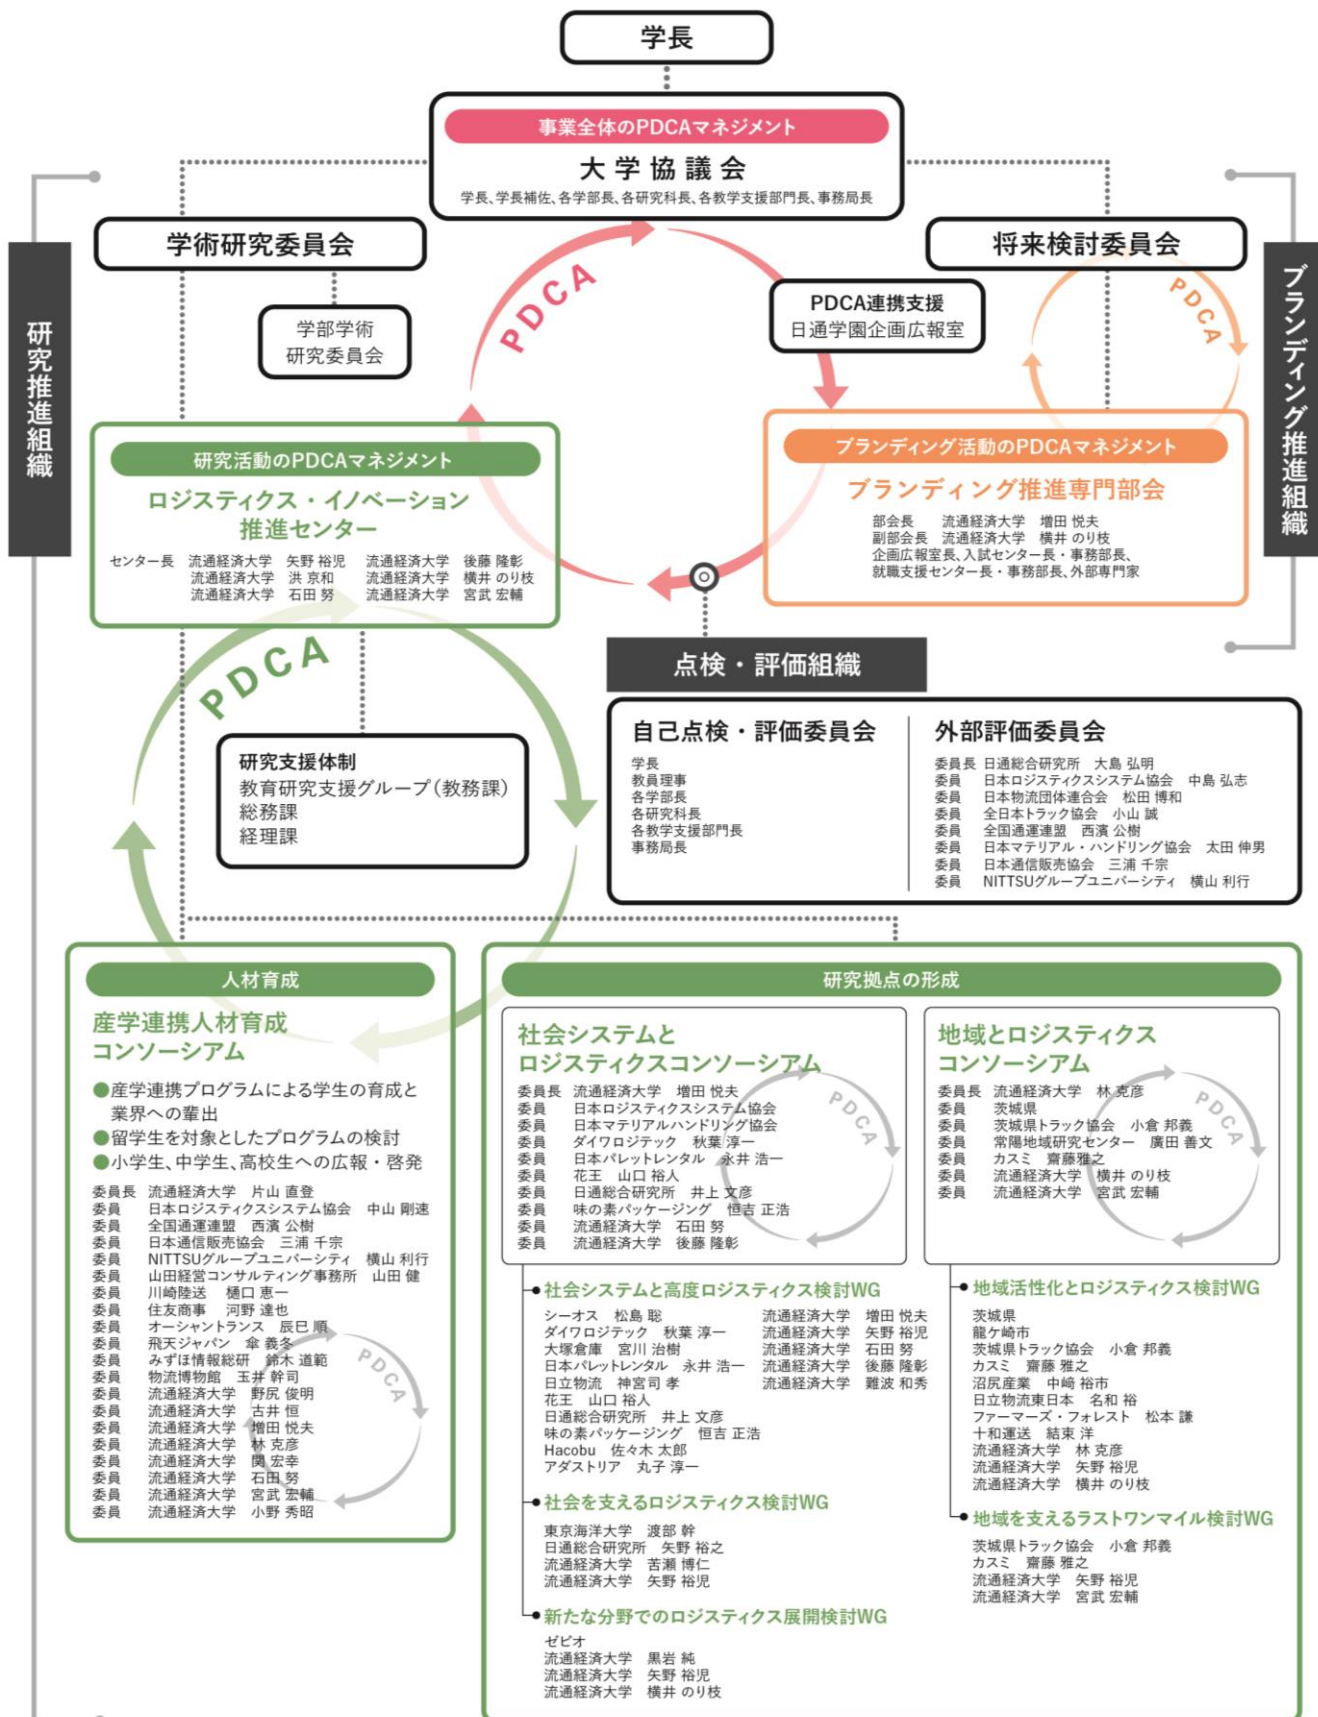 学長
事業全体のPDCAマネジメント
大学協議会
学長、学長補佐、各学部長、各研究科長、各教学支援部門長、事務局長
学術研究委員会
学部学術
研究委員会
将来検討委員会
PDCA
PDCA
PDCA連携支援
日通学園企画広報室
研究推進組織
ブランディング推進組織
研究活動のPDCAマネジメント
ロジスティクス・イノベーション
推進センター
センター長 流通経済大学 矢野 裕児 流通経済大学 後藤 隆彰
流通経済大学 洪 京和 流通経済大学 横井 のり枝
流通経済大学 石田 努 流通経済大学 宮武 宏輔
ブランディング活動のPDCAマネジメント
ブランディング推進専門部会
部会長 流通経済大学 増田 悦夫
副部会長 流通経済大学 横井 のり枝
企画広報室長、入試センター長・事務部長、
就職支援センター長・事務部長、外部専門家
PDCA
研究支援体制
教育研究支援グループ（教務課）
総務課
経理課
点検・評価組織
自己点検・評価委員会
学長
教員理事
各学部長
各研究科長
各教学支援部門長
事務局長
外部評価委員会
委員長 日通総合研究所 大島 弘明
委員 日本ロジスティクスシステム協会 中島 弘志
委員 日本物流団体連合会 松田 博和
委員 全日本トラック協会 小山 誠
委員 全国通運連盟 西濵 公樹
委員 日本マテリアル・ハンドリング協会 太田 伸男
委員 日本通信販売協会 三浦 千宗
委員 NITTSUグループユニバーシティ 横山 利行
人材育成
産学連携人材育成
コンソーシアム
●産学連携プログラムによる学生の育成と
業界への輩出
●留学生を対象としたプログラムの検討
●小学生、中学生、高校生への広報・啓発
委員長 流通経済大学 片山 直登
委員 日本ロジスティクスシステム協会 中山 剛速
委員 全国通運連盟 西濵 公樹
委員 日本通信販売協会 三浦 千宗
委員 NITTSUグループユニバーシティ 横山 利行
委員 山田経営コンサルティング事務所 山田 健
委員 川崎陸送 樋口 恵一
委員 住友商事 河野 達也
委員 オーシャントランス 辰巳 順
委員 飛天ジャパン 傘 義冬
委員 みずほ情報総研 鈴木 道範
委員 物流博物館 玉井 幹司
委員 流通経済大学 野尻 俊明
委員 流通経済大学 古井 恒
委員 流通経済大学 増田 悦夫
委員 流通経済大学 林 克彦
委員 流通経済大学 関 宏幸
委員 流通経済大学 石田 努
委員 流通経済大学 宮武 宏輔
委員 流通経済大学 小野 秀昭
PDCA
研究拠点の形成
社会システムと
ロジスティクスコンソーシアム
委員長 流通経済大学 増田 悦夫
委員 日本ロジスティクスシステム協会
委員 日本マテリアルハンドリング協会
委員 ダイワロジテック 秋葉 淳一
委員 日本パレットレンタル 永井 浩一
委員 花王 山口 裕人
委員 日通総合研究所 井上 文彦
委員 味の素パッケージング 恒吉 正浩
委員 流通経済大学 石田 努
委員 流通経済大学 後藤 隆彰
PDCA
社会システムと高度ロジスティクス検討WG
シーオス 松島 聡 流通経済大学 増田 悦夫
ダイワロジテック 秋葉 淳一 流通経済大学 矢野 裕児
大塚倉庫 宮川 治樹 流通経済大学 石田 努
日本パレットレンタル 永井 浩一 流通経済大学 後藤 隆彰
日立物流 神宮司 孝 流通経済大学 難波 和秀
花王 山口 裕人
日通総合研究所 井上 文彦
味の素パッケージング 恒吉 正浩
Hacobu 佐々木 太郎
アダストリア 丸子 淳一
社会を支えるロジスティクス検討WG
東京海洋大学 渡部 幹
日通総合研究所 矢野 裕之
流通経済大学 苦瀬 博仁
流通経済大学 矢野 裕児
新たな分野でのロジスティクス展開検討WG
ゼビオ
流通経済大学 黒岩 純
流通経済大学 矢野 裕児
流通経済大学 横井 のり枝
地域とロジスティクス
コンソーシアム
委員長 流通経済大学 林 克彦
委員 茨城県
委員 茨城県トラック協会 小倉 邦義
委員 常陽地域研究センター 廣田 善文
委員 カスミ 齋藤雅之
委員 流通経済大学 横井 のり枝
委員 流通経済大学 宮武 宏輔
PDCA
地域活性化とロジスティクス検討WG
茨城県
龍ケ崎市
茨城県トラック協会 小倉 邦義
カスミ 齋藤 雅之
沼尻産業 中﨑 裕市
日立物流東日本 名和 裕
ファーマーズ・フォレスト 松本 謙
十和運送 結束 洋
流通経済大学 林 克彦
流通経済大学 矢野 裕児
流通経済大学 横井 のり枝
地域を支えるラストワンマイル検討WG
茨城県トラック協会 小倉 邦義
カスミ 齋藤 雅之
流通経済大学 矢野 裕児
流通経済大学 宮武 宏輔